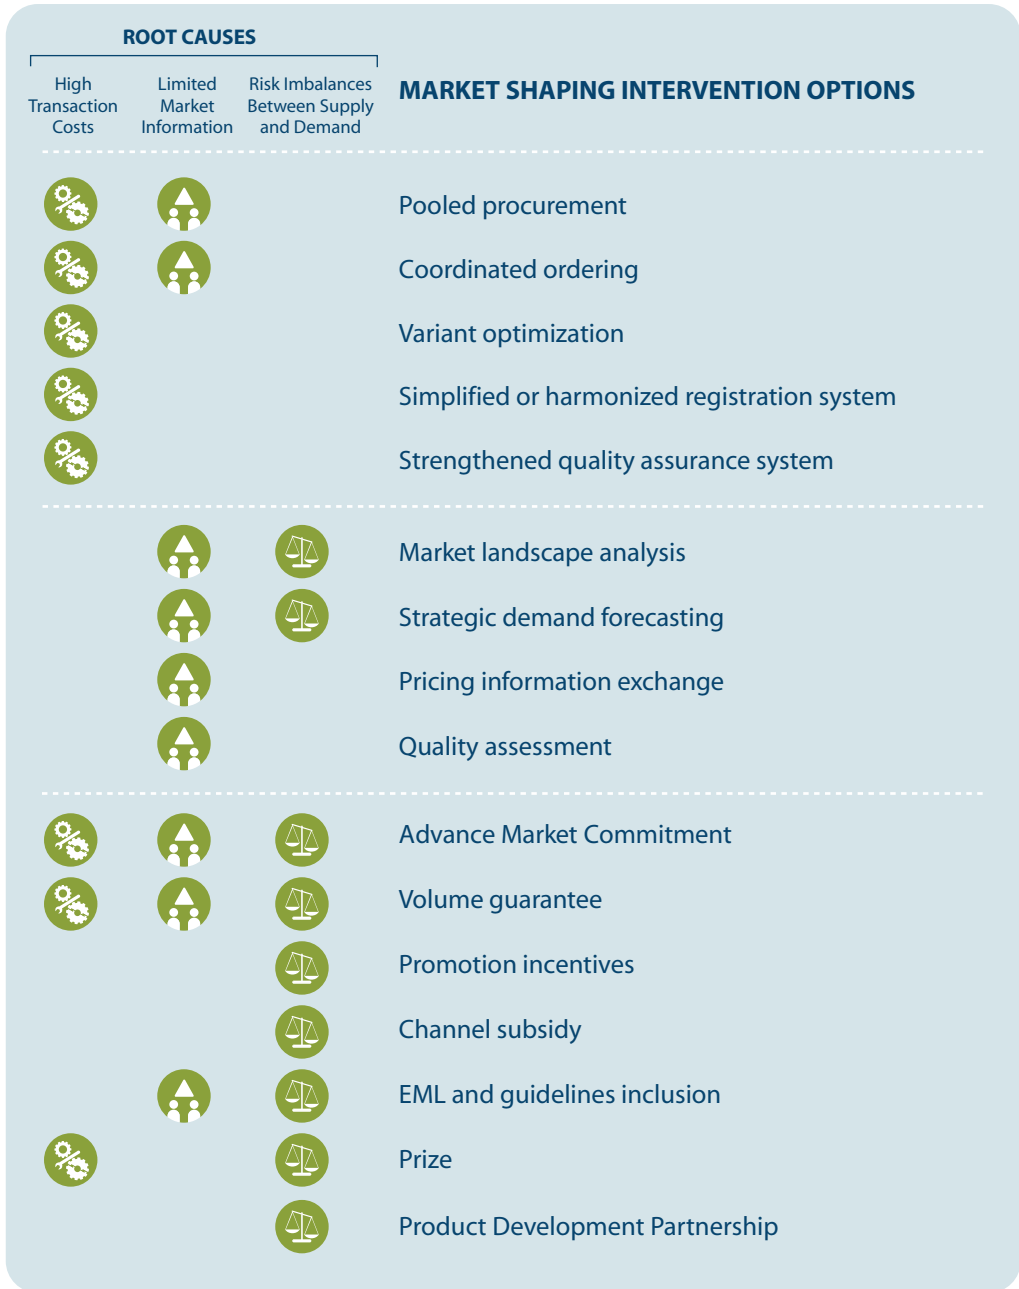 ROOT CAUSES
High
Transaction
Costs
Limited
Market
Information
Risk Imbalances
Between Supply
and Demand
MARKET SHAPING INTERVENTION OPTIONS
Pooled procurement
Coordinated ordering
Variant optimization
Simplified or harmonized registration system
Strengthened quality assurance system
Market landscape analysis
Strategic demand forecasting
Pricing information exchange
Quality assessment
Advance Market Commitment
Volume guarantee
Promotion incentives
Channel subsidy
EML and guidelines inclusion
Prize
Product Development Partnership